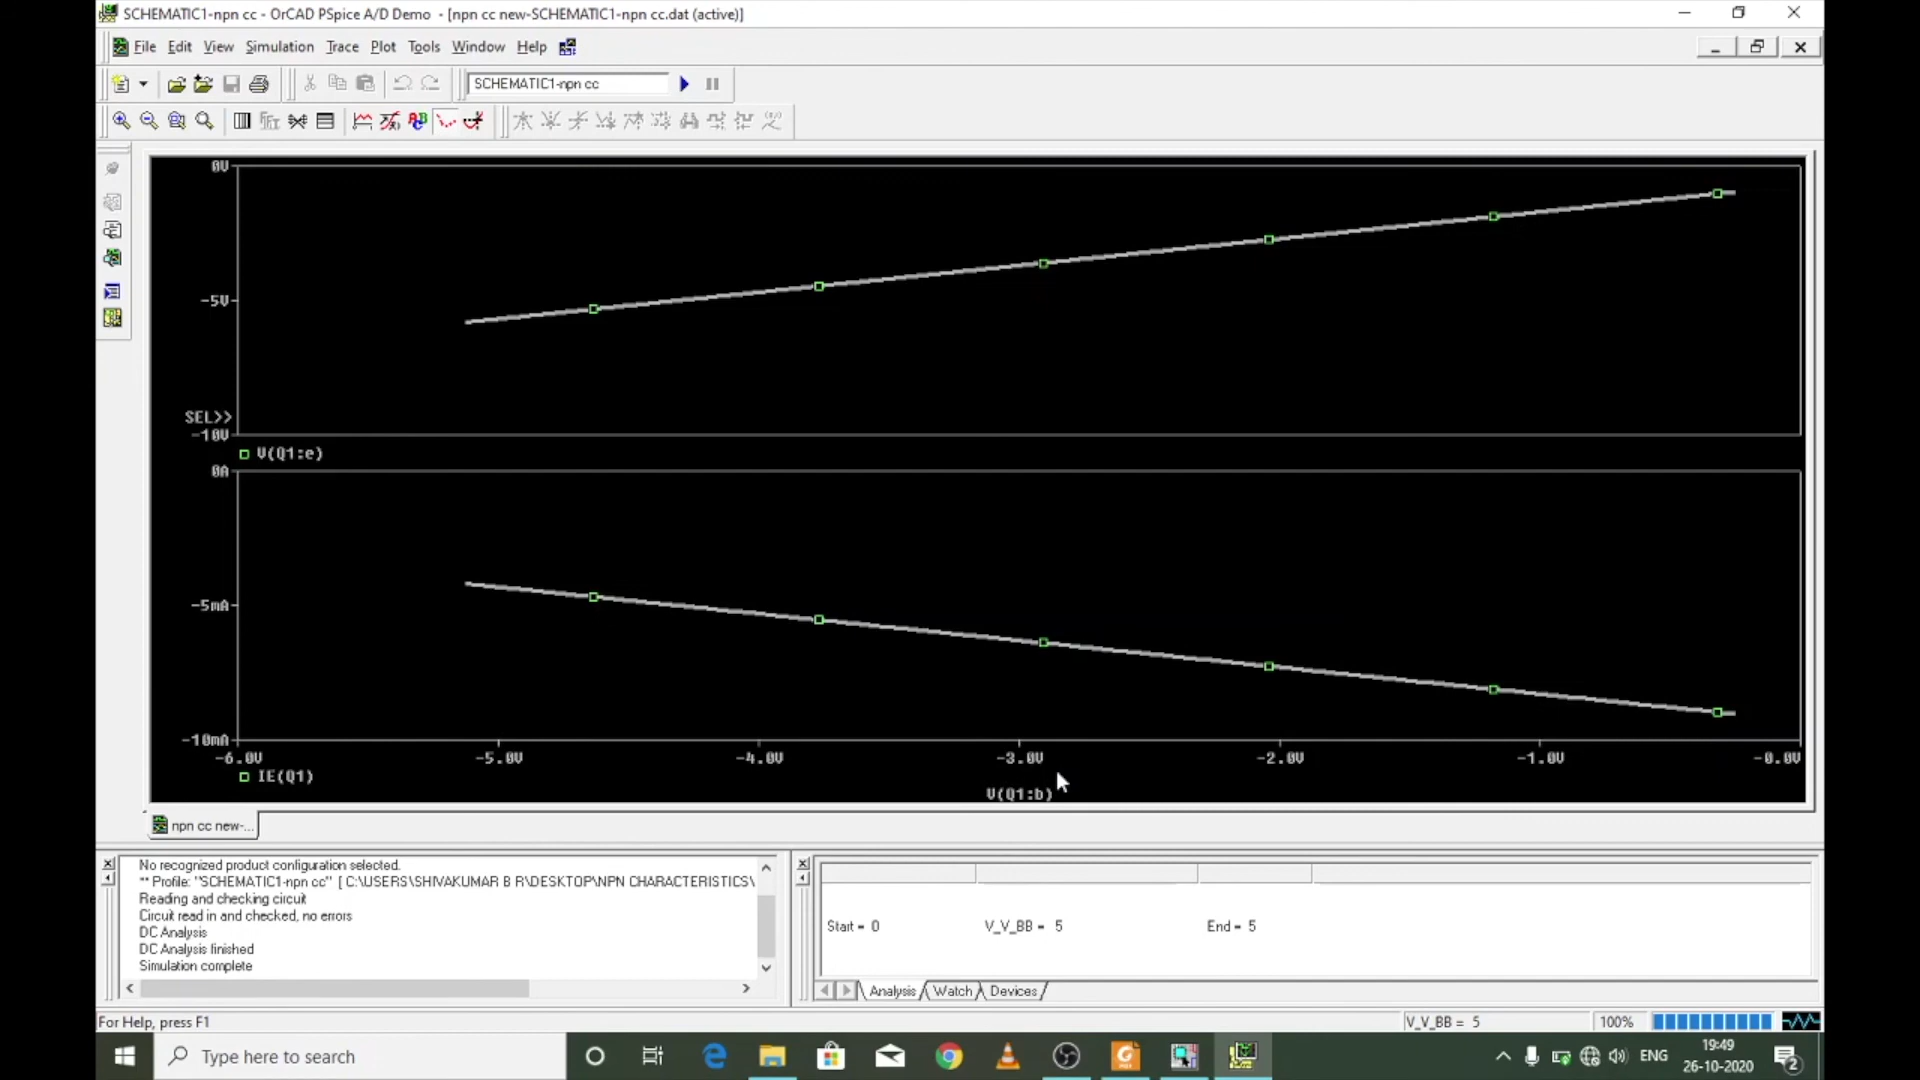 SCHEMATIC1-npn cc - OrCAD PSpice A/D Demo - [npn cc new-SCHEMATIC1-npn cc.dat (active)]
File Edit View Simulation Trace Plot Tools Window Help
SCHEMATIC1-npn cc
0V
-5V
SEL>>
-10V
V(Q1:e)
0A
-5mA
-10mA
-6.0V -5.0V -4.0V -3.0V -2.0V -1.0V -0.0V
IE(Q1)
V(Q1:b)
npn cc new-...
No recognized product configuration selected.
** Profile: "SCHEMATIC1-npn cc" [ C:\USERS\SHIVAKUMAR B R\DESKTOP\NPN CHARACTERISTICS\
Reading and checking circuit
Circuit read in and checked, no errors
DC Analysis
DC Analysis finished
Simulation complete
Start = 0 V_V_BB = 5 End = 5
Analysis Watch Devices
For Help, press F1 V_V_BB = 5 100%
Type here to search
ENG
19:49
26-10-2020
2